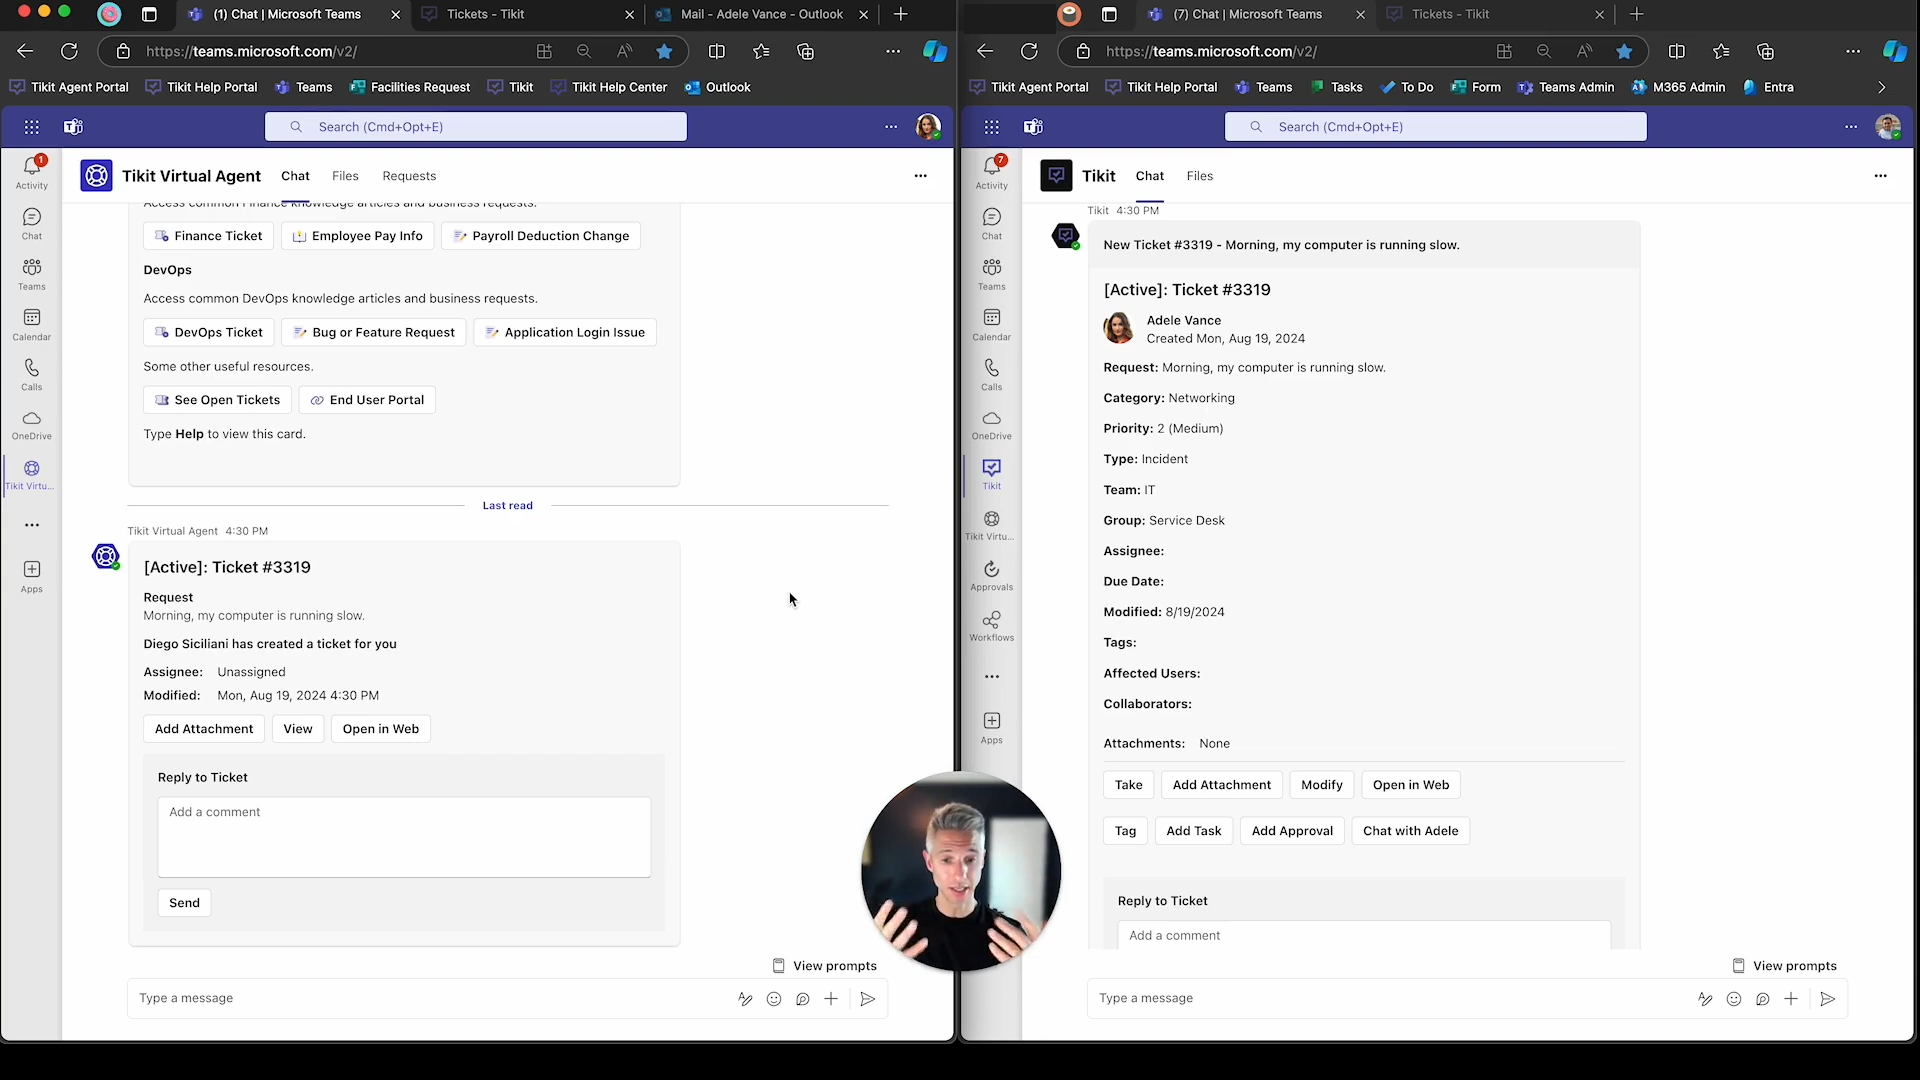 (1) Chat | Microsoft Teams
Tickets - Tikit
Mail - Adele Vance - Outlook
https://teams.microsoft.com/v2/
Tikit Agent Portal
Tikit Help Portal
Teams
Facilities Request
Tikit
Tikit Help Center
Outlook
Search (Cmd+Opt+E)
1
Activity
Chat
Teams
Calendar
Calls
OneDrive
Tikit Virtu...
Apps
Tikit Virtual Agent
Chat
Files
Requests
Access common Finance knowledge articles and business requests.
Finance Ticket
Employee Pay Info
Payroll Deduction Change
DevOps
Access common DevOps knowledge articles and business requests.
DevOps Ticket
Bug or Feature Request
Application Login Issue
Some other useful resources.
See Open Tickets
End User Portal
Type Help to view this card.
Last read
Tikit Virtual Agent 4:30 PM
[Active]: Ticket #3319
Request
Morning, my computer is running slow.
Diego Siciliani has created a ticket for you
Assignee: Unassigned
Modified: Mon, Aug 19, 2024 4:30 PM
Add Attachment
View
Open in Web
Reply to Ticket
Add a comment
Send
View prompts
Type a message
(7) Chat | Microsoft Teams
Tickets - Tikit
https://teams.microsoft.com/v2/
Tikit Agent Portal
Tikit Help Portal
Teams
Tasks
To Do
Form
Teams Admin
M365 Admin
Entra
Search (Cmd+Opt+E)
7
Activity
Chat
Teams
Calendar
Calls
OneDrive
Tikit
Tikit Virtu...
Approvals
Workflows
Apps
Tikit
Chat
Files
Tikit 4:30 PM
New Ticket #3319 - Morning, my computer is running slow.
[Active]: Ticket #3319
Adele Vance
Created Mon, Aug 19, 2024
Request: Morning, my computer is running slow.
Category: Networking
Priority: 2 (Medium)
Type: Incident
Team: IT
Group: Service Desk
Assignee:
Due Date:
Modified: 8/19/2024
Tags:
Affected Users:
Collaborators:
Attachments: None
Take
Add Attachment
Modify
Open in Web
Tag
Add Task
Add Approval
Chat with Adele
Reply to Ticket
Add a comment
View prompts
Type a message